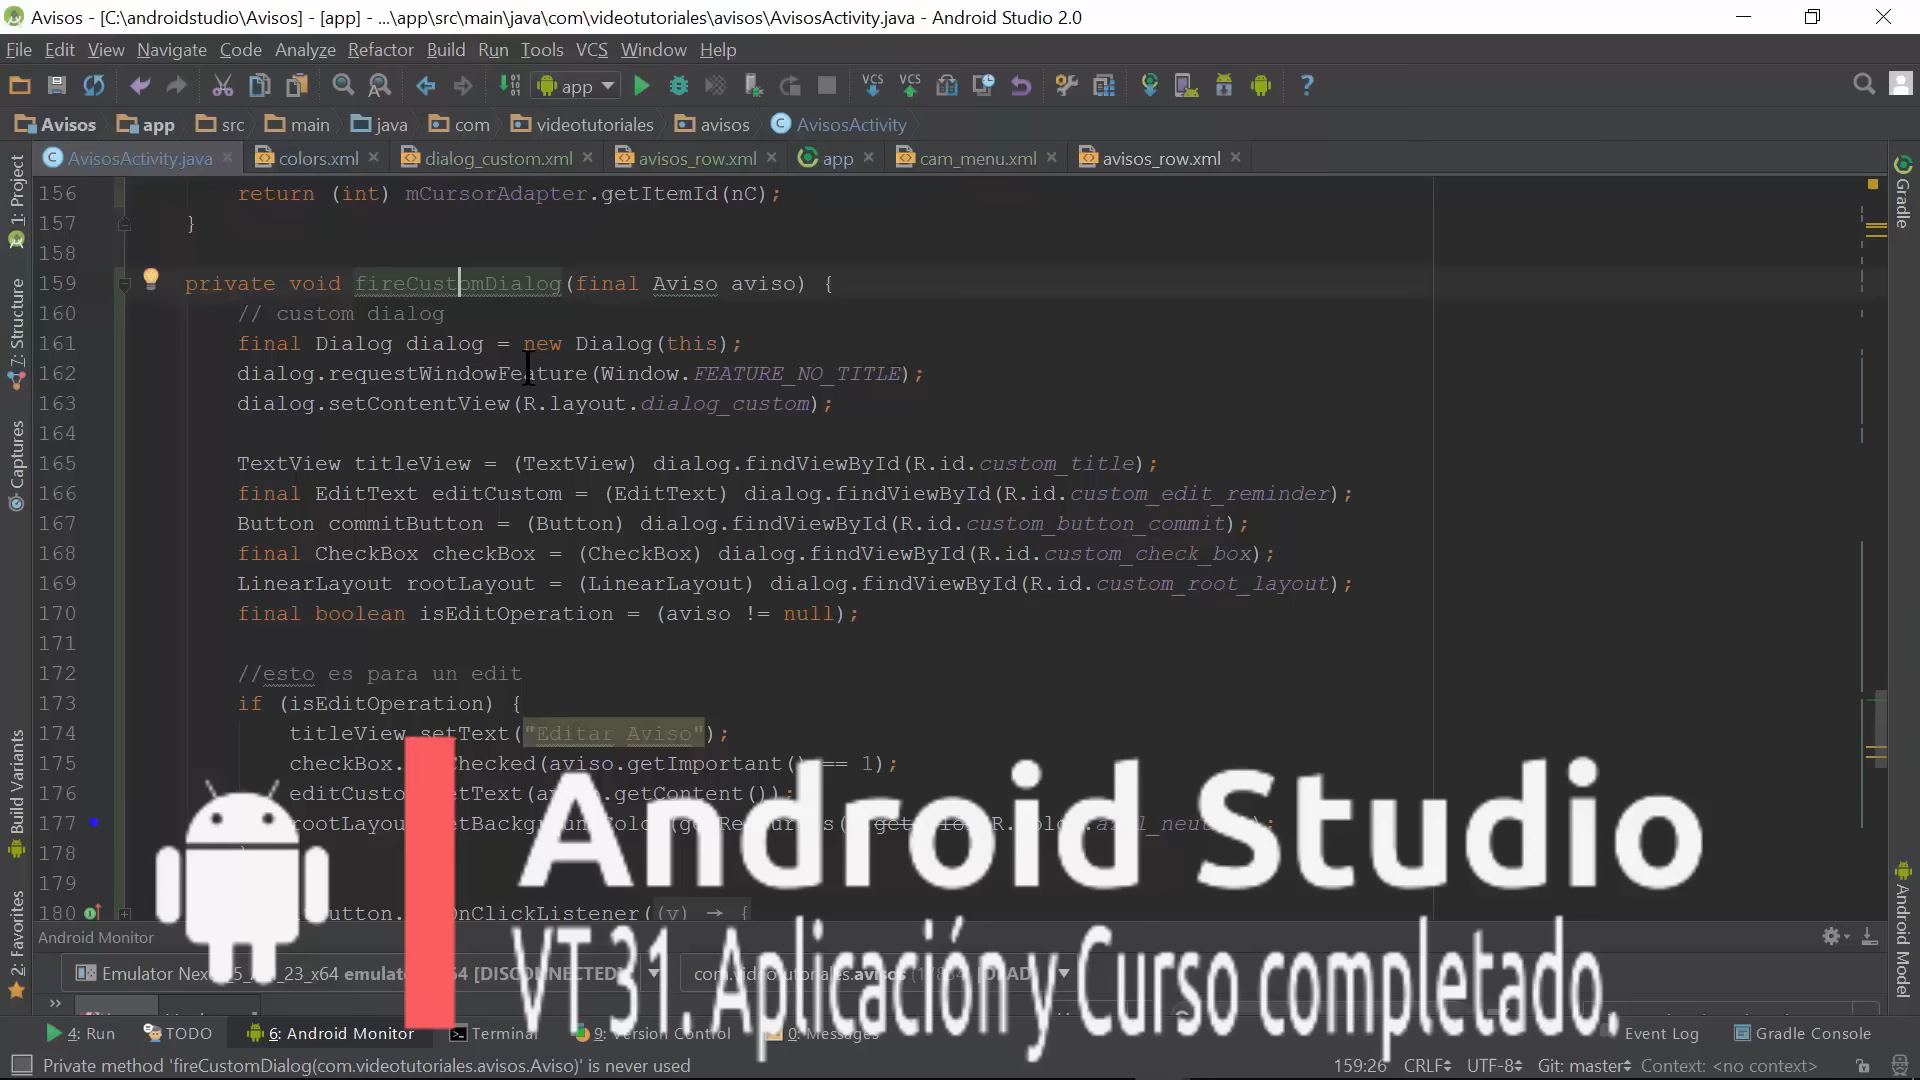 Avisos - [C:\androidstudio\Avisos] - [app] - ...\app\src\main\java\com\videotutoriales\avisos\AvisosActivity.java - Android Studio 2.0
File Edit View Navigate Code Analyze Refactor Build Run Tools VCS Window Help
app VCS VCS ?
Avisos app src main java com videotutoriales avisos AvisosActivity
AvisosActivity.java colors.xml dialog_custom.xml avisos_row.xml app cam_menu.xml avisos_row.xml
1: Project
7: Structure
Captures
Build Variants
2: Favorites
156 return (int) mCursorAdapter.getItemId(nC);
157 }
158
159 private void fireCustomDialog(final Aviso aviso) {
160 // custom dialog
161 final Dialog dialog = new Dialog(this);
162 dialog.requestWindowFeature(Window.FEATURE_NO_TITLE);
163 dialog.setContentView(R.layout.dialog_custom);
164
165 TextView titleView = (TextView) dialog.findViewById(R.id.custom_title);
166 final EditText editCustom = (EditText) dialog.findViewById(R.id.custom_edit_reminder);
167 Button commitButton = (Button) dialog.findViewById(R.id.custom_button_commit);
168 final CheckBox checkBox = (CheckBox) dialog.findViewById(R.id.custom_check_box);
169 LinearLayout rootLayout = (LinearLayout) dialog.findViewById(R.id.custom_root_layout);
170 final boolean isEditOperation = (aviso != null);
171
172 //esto es para un edit
173 if (isEditOperation) {
174 titleView.setText("Editar Aviso");
175 checkBox. Checked(aviso.getImportant() == 1);
176
177
178
179
180
Gradle
Android Model
Android Studio
VT 31. Aplicación y Curso completado.
Android Monitor
[DISCONNECTED]
4: Run TODO 6: Android Monitor Terminal 9: Version Control 0: Messages Event Log Gradle Console
Private method 'fireCustomDialog(com.videotutoriales.avisos.Aviso)' is never used 159:26 CRLF UTF-8 Git: master Context: <no context>